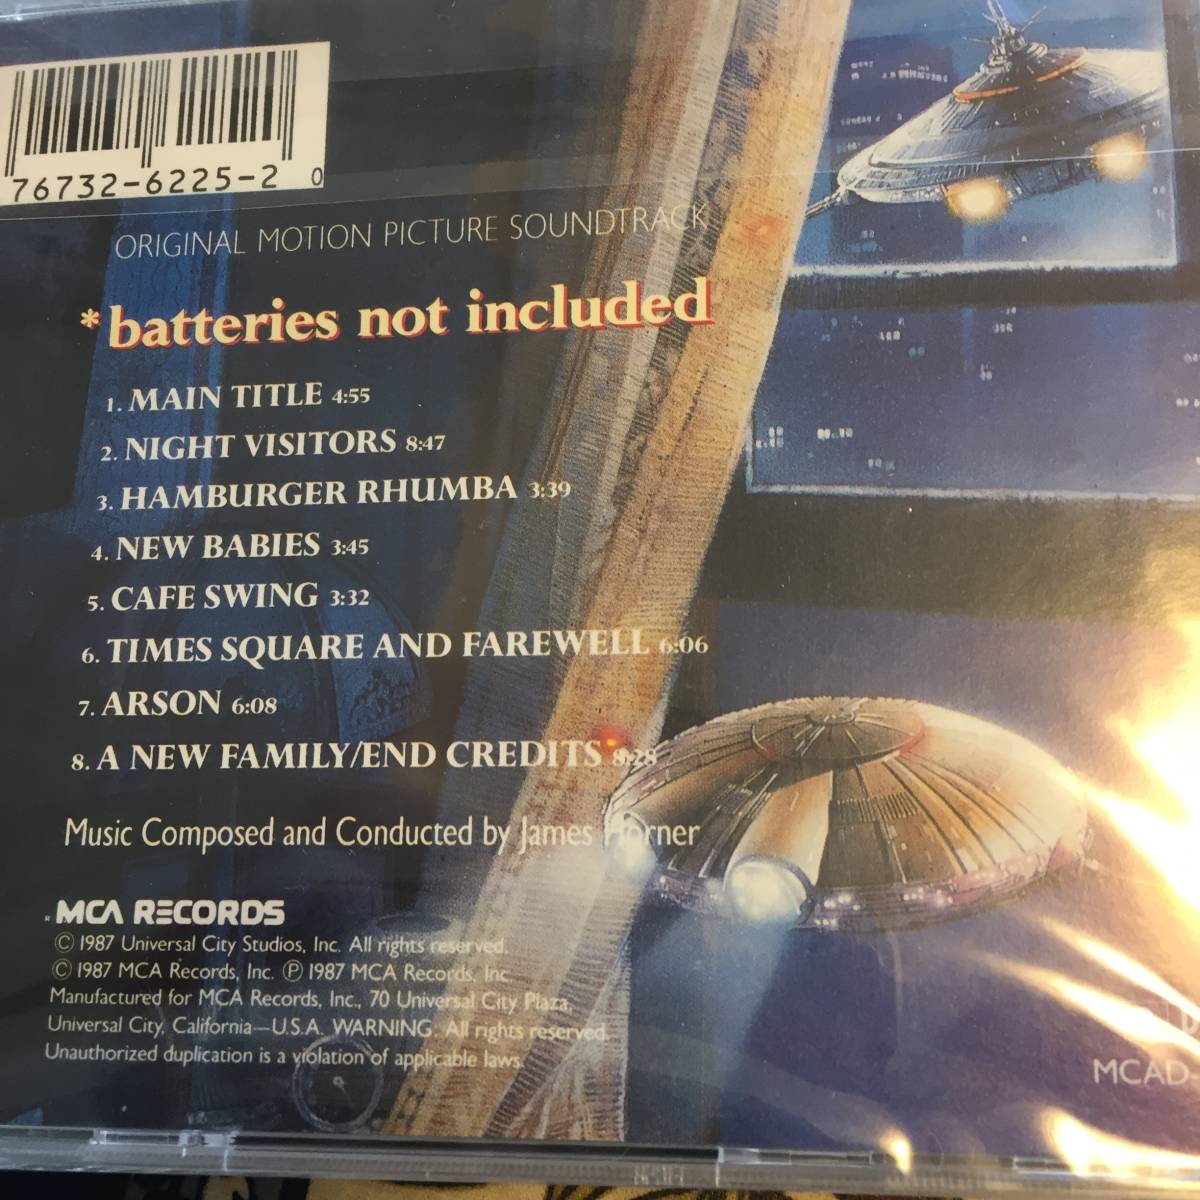 76732-6225-2 0
ORIGINAL MOTION PICTURE SOUNDTRACK
*batteries not included
1. MAIN TITLE 4:55
2. NIGHT VISITORS 8:47
3. HAMBURGER RHUMBA 3:39
4. NEW BABIES 3:45
5. CAFE SWING 3:32
6. TIMES SQUARE AND FAREWELL 6:06
7. ARSON 6:08
8. A NEW FAMILY/END CREDITS 8:28
Music Composed and Conducted by James Horner
MCA RECORDS
© 1987 Universal City Studios, Inc. All rights reserved.
© 1987 MCA Records, Inc. ℗ 1987 MCA Records, Inc.
Manufactured for MCA Records, Inc., 70 Universal City Plaza,
Universal City, California—U.S.A. WARNING. All rights reserved.
Unauthorized duplication is a violation of applicable laws.
MCAD-